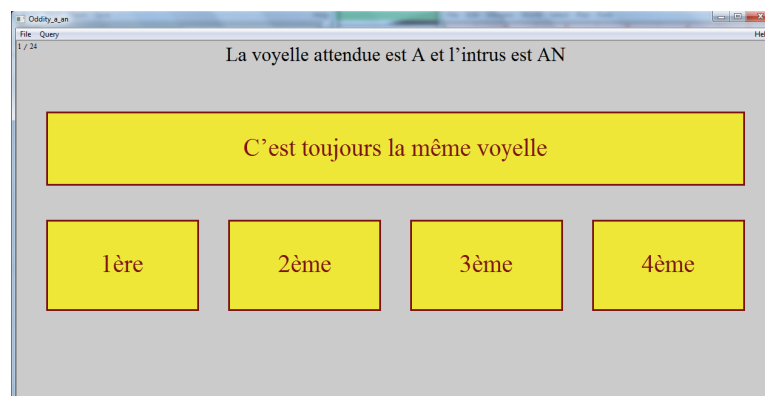 Oddity_a_an
File Query Hel
1 / 24
La voyelle attendue est A et l’intrus est AN
C’est toujours la même voyelle
1ère 2ème 3ème 4ème